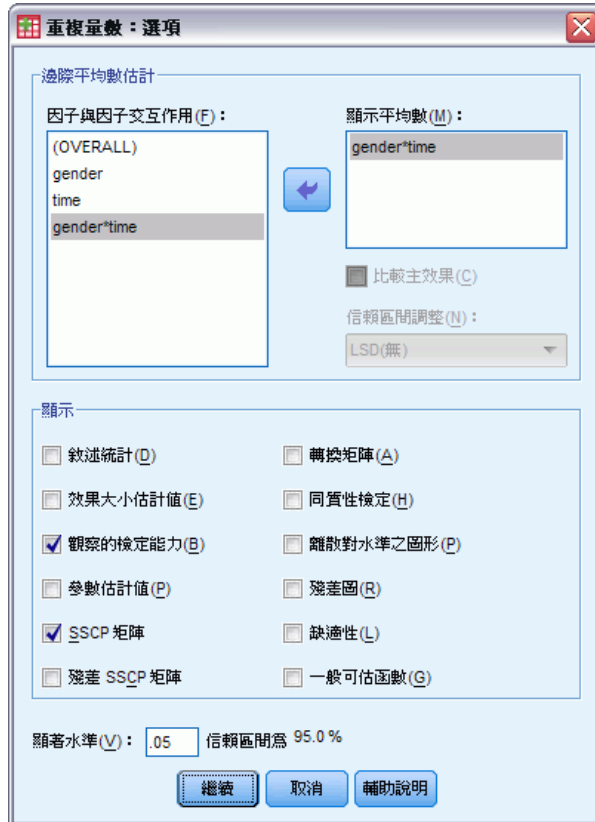 重複量數：選項
邊際平均數估計
因子與因子交互作用(F)：
(OVERALL)
gender
time
gender*time
顯示平均數(M)：
gender*time
比較主效果(C)
信賴區間調整(N)：
LSD(無)
顯示
敘述統計(D)
轉換矩陣(A)
效果大小估計值(E)
同質性檢定(H)
觀察的檢定能力(B)
離散對水準之圖形(P)
參數估計值(P)
殘差圖(R)
SSCP 矩陣
缺適性(L)
殘差 SSCP 矩陣
一般可估函數(G)
顯著水準(V)： .05 信賴區間為 95.0 %
繼續 取消 輔助說明